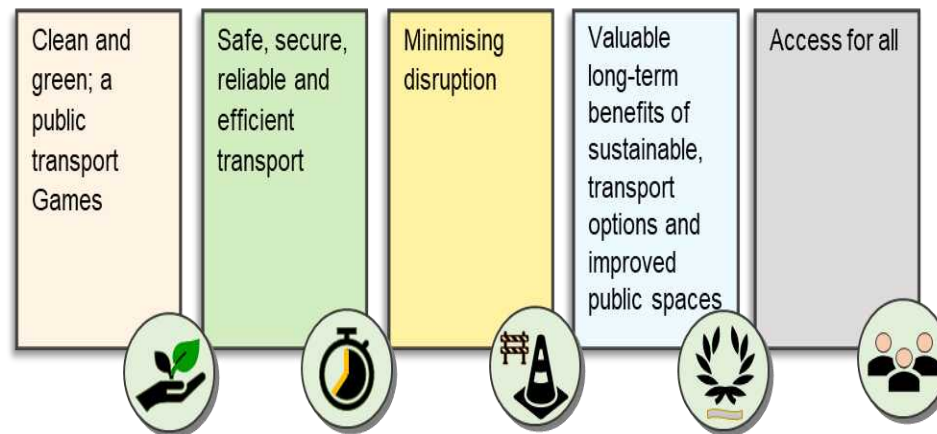 Clean and
green; a
public
transport
Games
Safe, secure,
reliable and
efficient
transport
Minimising
disruption
Valuable
long-term
benefits of
sustainable,
transport
options and
improved
public spaces
Access for all